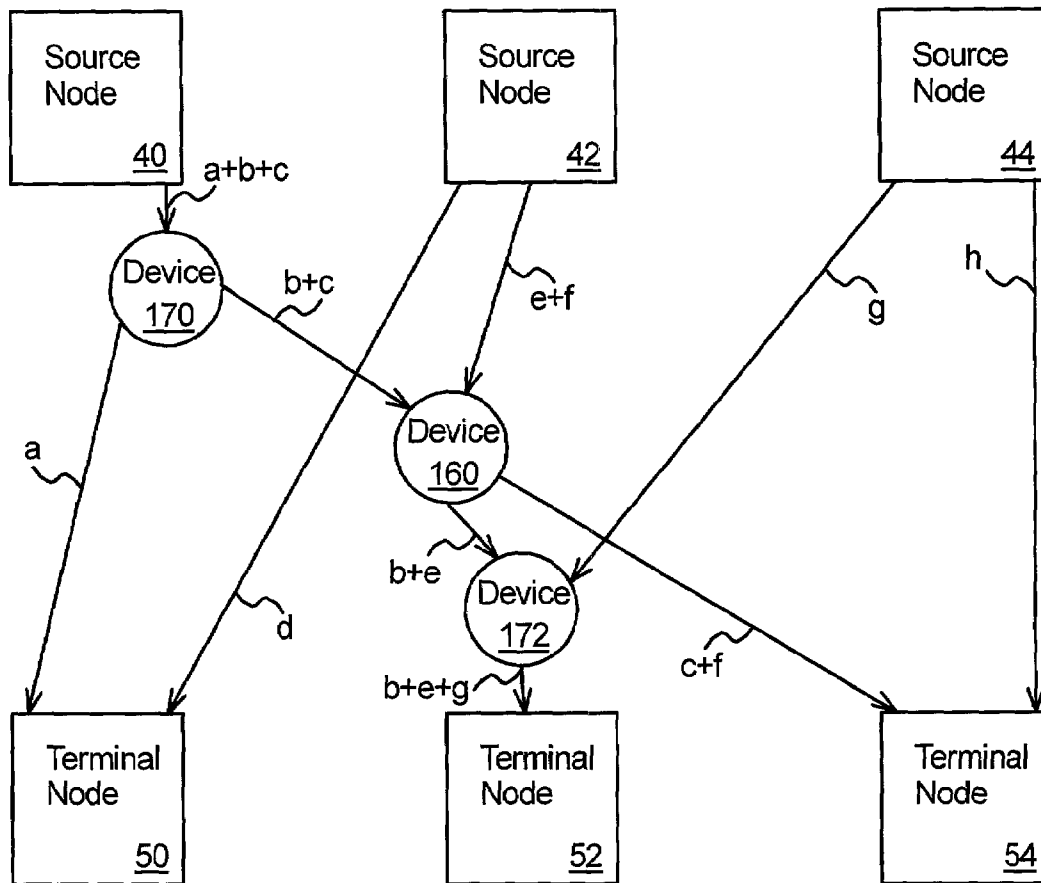 Source
Node
40
Source
Node
42
Source
Node
44
a+b+c
Device
170
b+c
e+f
g
h
Device
160
a
b+e
Device
172
d
c+f
b+e+g
Terminal
Node
50
Terminal
Node
52
Terminal
Node
54